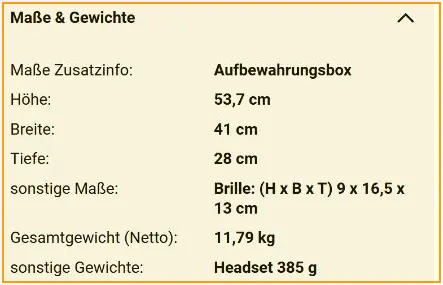 Maße & Gewichte
Maße Zusatzinfo: Aufbewahrungsbox
Höhe: 53,7 cm
Breite: 41 cm
Tiefe: 28 cm
sonstige Maße: Brille: (H x B x T) 9 x 16,5 x
13 cm
Gesamtgewicht (Netto): 11,79 kg
sonstige Gewichte: Headset 385 g